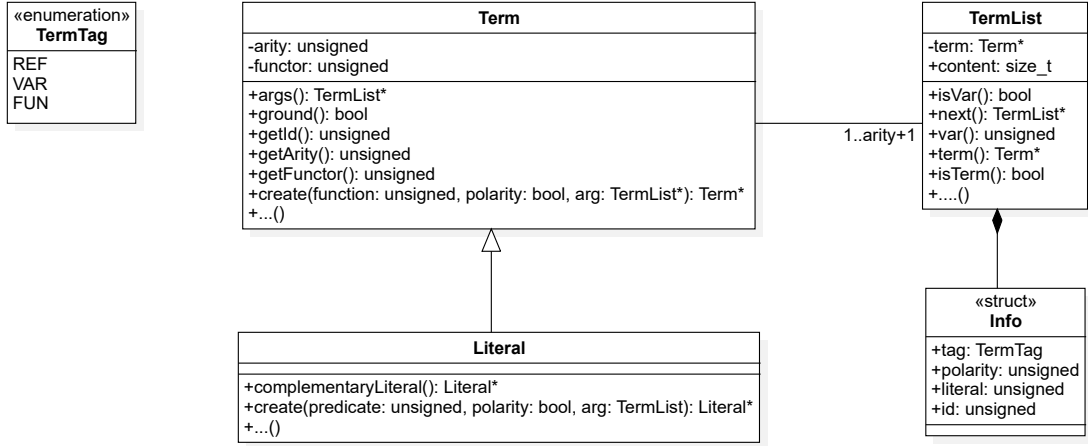 «enumeration»
TermTag
REF
VAR
FUN
Term
-arity: unsigned
-functor: unsigned
+args(): TermList*
+ground(): bool
+getId(): unsigned
+getArity(): unsigned
+getFunctor(): unsigned
+create(function: unsigned, polarity: bool, arg: TermList*): Term*
+...()
1..arity+1
TermList
-term: Term*
+content: size_t
+isVar(): bool
+next(): TermList*
+var(): unsigned
+term(): Term*
+isTerm(): bool
+....()
Literal
+complementaryLiteral(): Literal*
+create(predicate: unsigned, polarity: bool, arg: TermList): Literal*
+...()
«struct»
Info
+tag: TermTag
+polarity: unsigned
+literal: unsigned
+id: unsigned